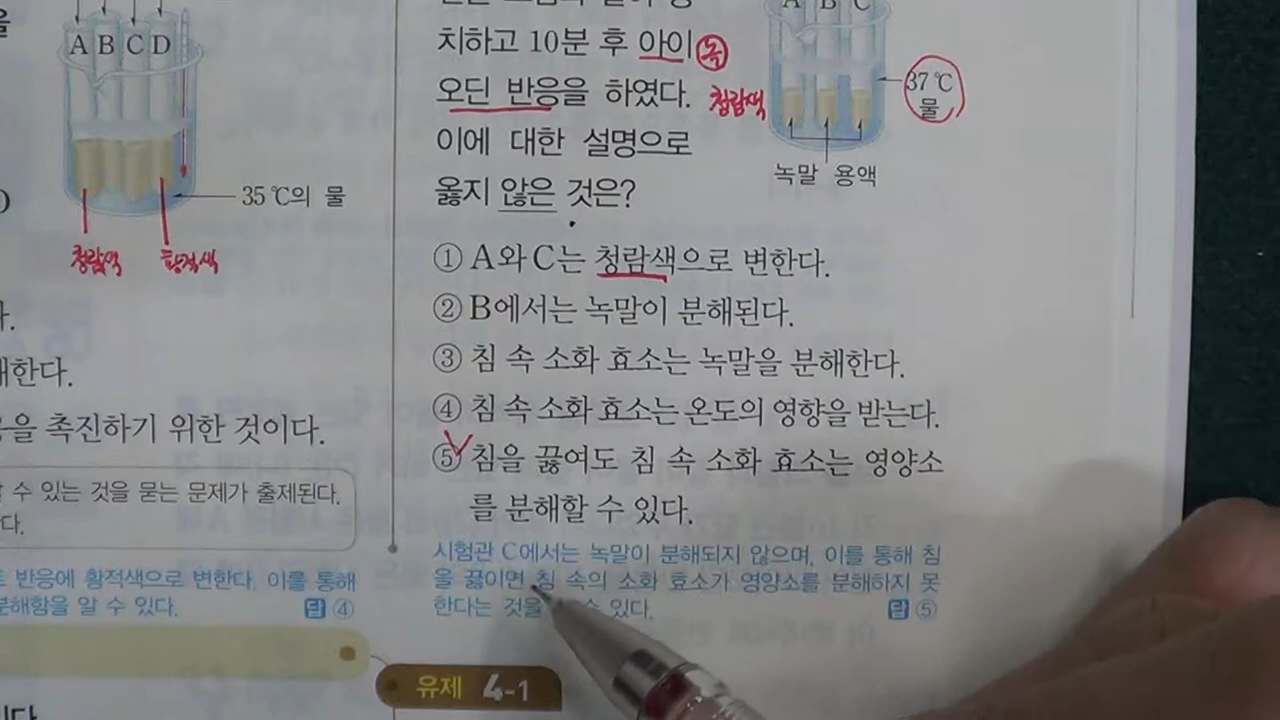 을
A B C D
35 ℃의 물
청람색 황적색
다.
해한다.
을 촉진하기 위한 것이다.
수 있는 것을 묻는 문제가 출제된다.
다.
반응에 황적색으로 변한다. 이를 통해
분해함을 알 수 있다. 답 ④
치하고 10분 후 아이 녹
오딘 반응을 하였다. 청람색
이에 대한 설명으로
옳지 않은 것은?
A B C
37 ℃
물
녹말 용액
① A와 C는 청람색으로 변한다.
② B에서는 녹말이 분해된다.
③ 침 속 소화 효소는 녹말을 분해한다.
④ 침 속 소화 효소는 온도의 영향을 받는다.
⑤ 침을 끓여도 침 속 소화 효소는 영양소
를 분해할 수 있다.
시험관 C에서는 녹말이 분해되지 않으며, 이를 통해 침
을 끓이면 침 속의 소화 효소가 영양소를 분해하지 못
한다는 것을 수 있다. 답 ⑤
유제 4-1